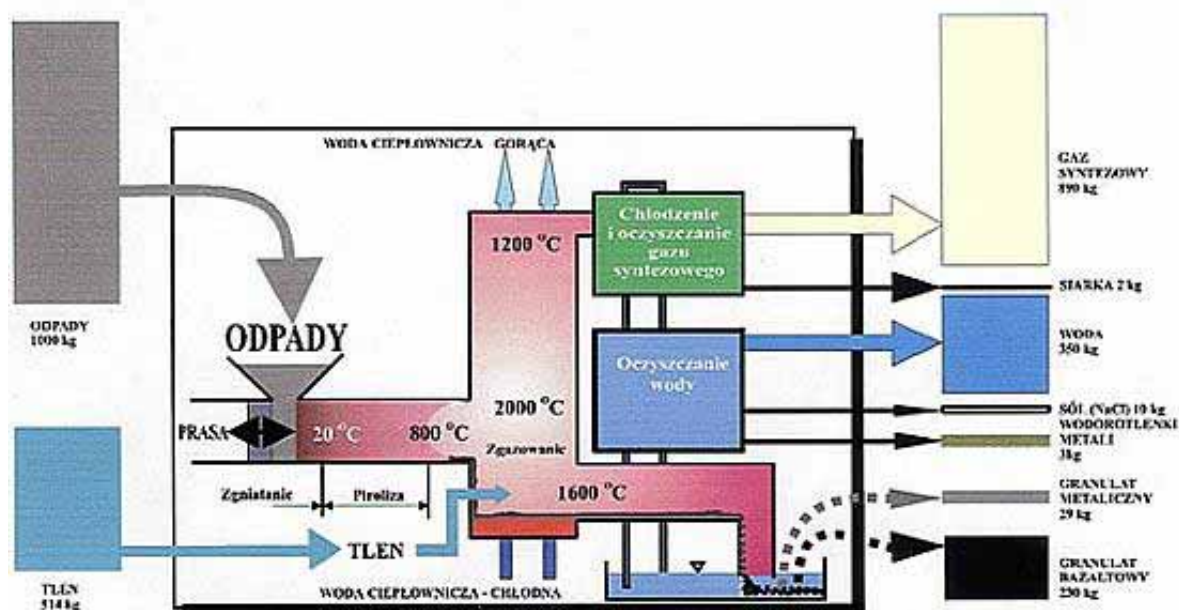 WODA CIEPŁOWNICZA GORĄCA
GAZ
SYNTEZOWY
890 kg
Chłodzenie
i oczyszczanie
gazu
syntezowego
1200 °C
SIARKA 2 kg
ODPADY
1000 kg
ODPADY
WODA
350 kg
Oczyszczanie
wody
2000 °C
PRASA
20 °C
800 °C
Zgazowanie
SÓL (NaCl) 10 kg
WODOROTLENKI
METALI
3kg
Zgniatanie
Piroliza
1600 °C
GRANULAT
METALICZNY
29 kg
TLEN
TLEN
514 kg
WODA CIEPŁOWNICZA - CHŁODNA
GRANULAT
BAZALTOWY
230 kg